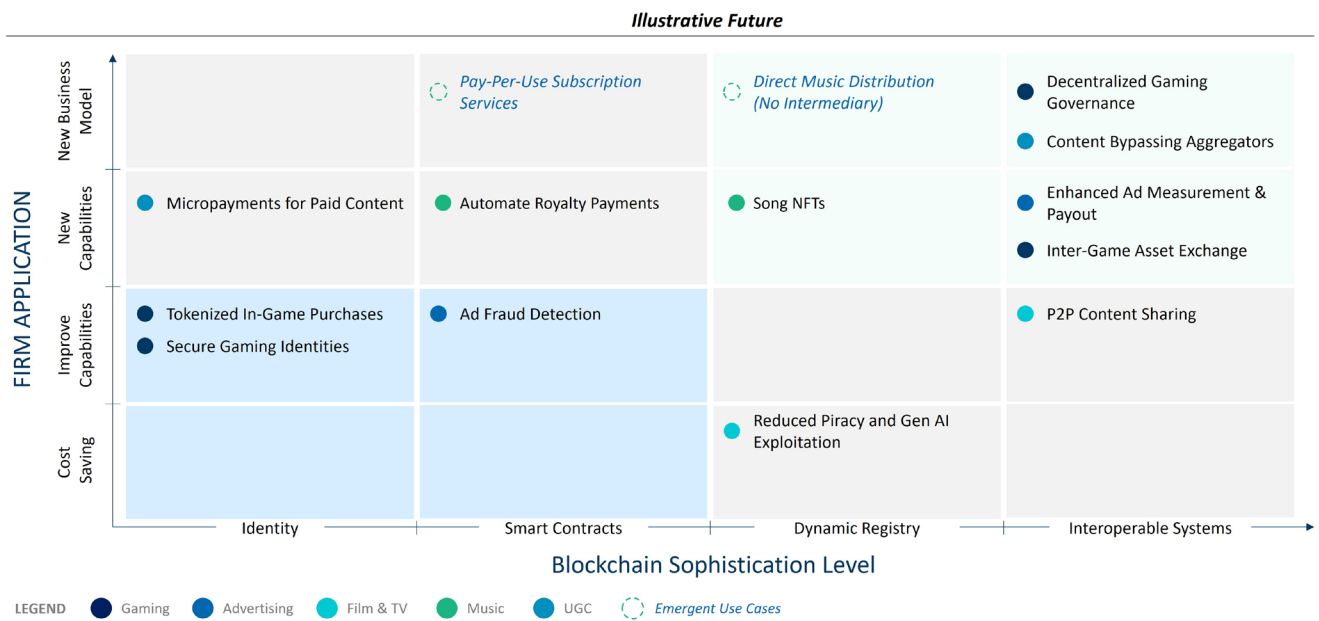 Illustrative Future
FIRM APPLICATION
New Business
Model
Pay-Per-Use Subscription
Services
Direct Music Distribution
(No Intermediary)
Decentralized Gaming
Governance
Content Bypassing Aggregators
New
Capabilities
Micropayments for Paid Content
Automate Royalty Payments
Song NFTs
Enhanced Ad Measurement &
Payout
Inter-Game Asset Exchange
Improve
Capabilities
Tokenized In-Game Purchases
Secure Gaming Identities
Ad Fraud Detection
P2P Content Sharing
Cost
Saving
Reduced Piracy and Gen AI
Exploitation
Identity
Smart Contracts
Dynamic Registry
Interoperable Systems
Blockchain Sophistication Level
LEGEND
Gaming
Advertising
Film & TV
Music
UGC
Emergent Use Cases